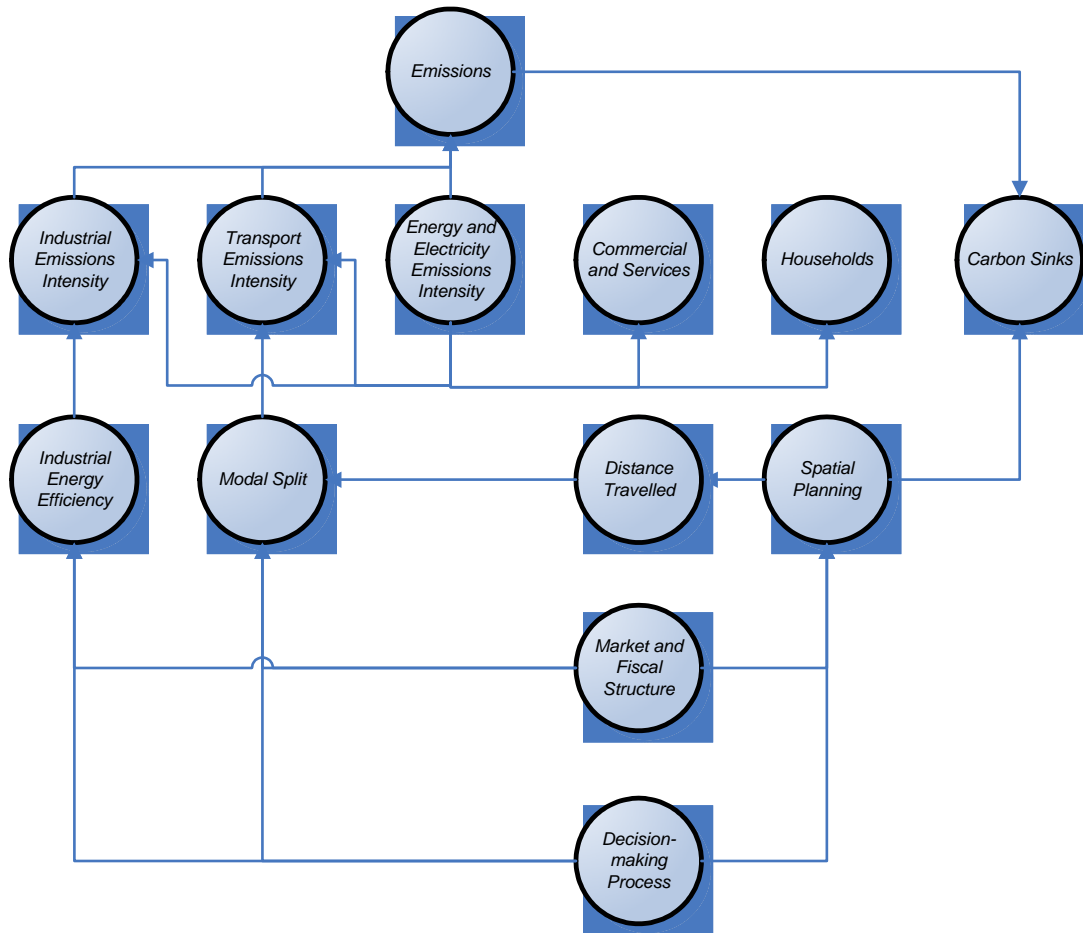 Emissions
Industrial
Emissions
Intensity
Transport
Emissions
Intensity
Energy and
Electricity
Emissions
Intensity
Commercial
and Services
Households
Carbon Sinks
Industrial
Energy
Efficiency
Modal Split
Distance
Travelled
Spatial
Planning
Market and
Fiscal
Structure
Decision-
making
Process